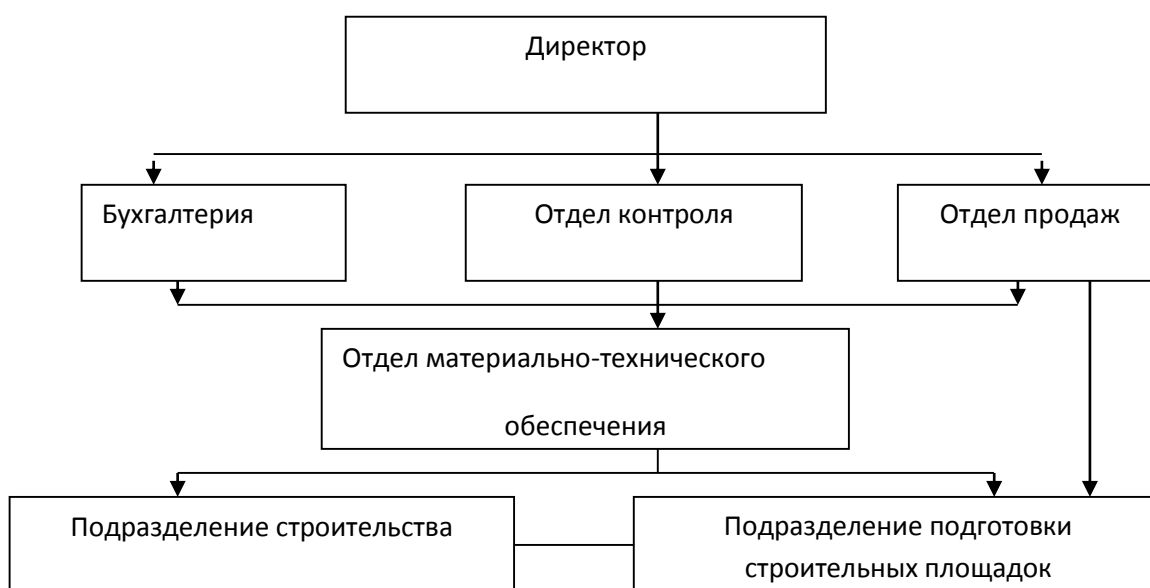 Директор
Бухгалтерия
Отдел контроля
Отдел продаж
Отдел материально-технического
обеспечения
Подразделение строительства
Подразделение подготовки
строительных площадок